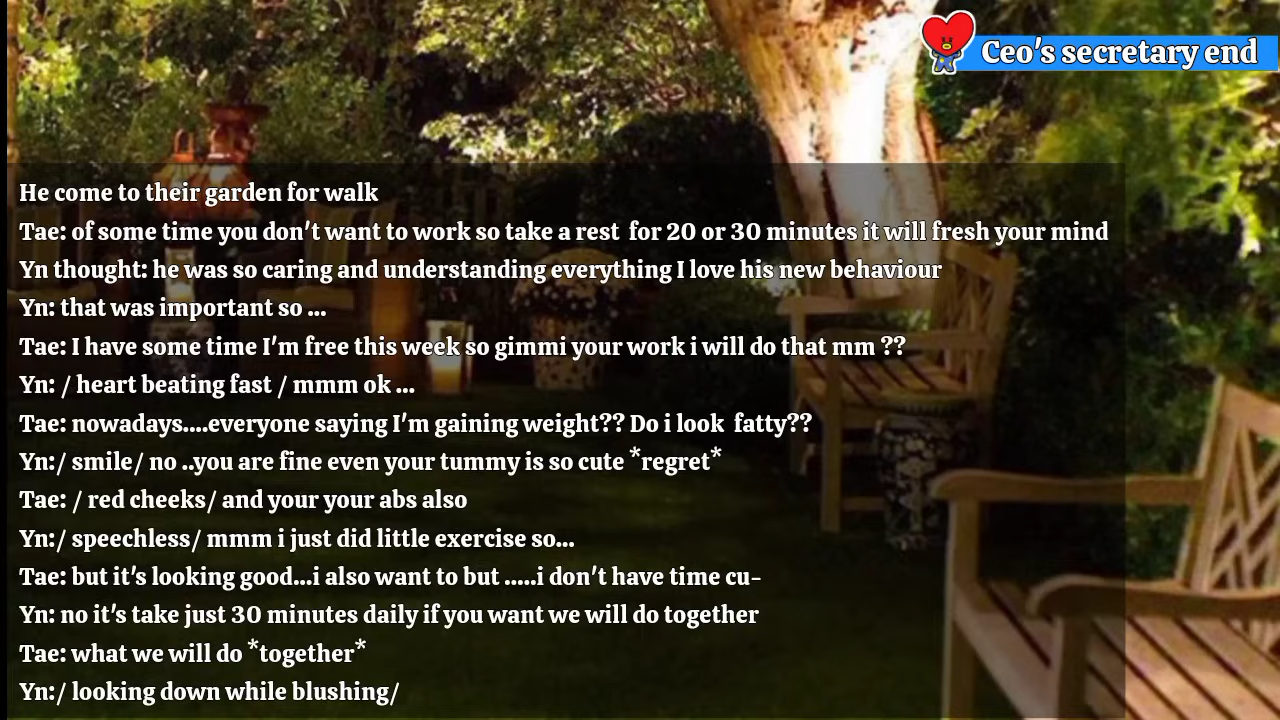 Ceo's secretary end
He come to their garden for walk
Tae: of some time you don't want to work so take a rest  for 20 or 30 minutes it will fresh your mind
Yn thought: he was so caring and understanding everything I love his new behaviour
Yn: that was important so ...
Tae: I have some time I'm free this week so gimmi your work i will do that mm ??
Yn: / heart beating fast / mmm ok ...
Tae: nowadays....everyone saying I'm gaining weight?? Do i look  fatty??
Yn:/ smile/ no ..you are fine even your tummy is so cute *regret*
Tae: / red cheeks/ and your your abs also
Yn:/ speechless/ mmm i just did little exercise so...
Tae: but it's looking good...i also want to but .....i don't have time cu-
Yn: no it's take just 30 minutes daily if you want we will do together
Tae: what we will do *together*
Yn:/ looking down while blushing/